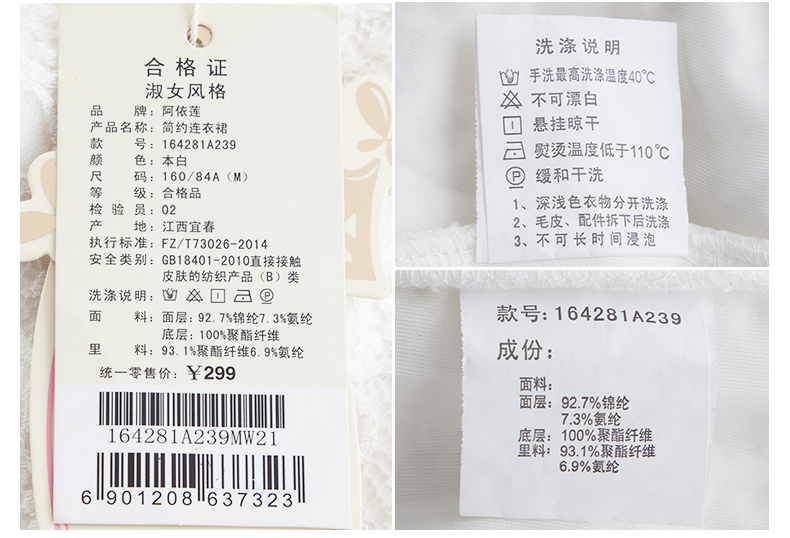 合格证
淑女风格
品 牌：阿依莲
产品名称：简约连衣裙
款 号：164281A239
颜 色：本白
尺 码：160/84A（M）
等 级：合格品
检 验 员：02
产 地：江西宜春
执行标准：FZ/T73026-2014
安全类别：GB18401-2010直接接触
皮肤的纺织产品（B）类
洗涤说明：
面 料：面层：92.7%锦纶7.3%氨纶
底层：100%聚酯纤维
里 料：93.1%聚酯纤维6.9%氨纶
统一零售价：￥299
164281A239MW21
6 901208 637323
洗涤说明
手洗最高洗涤温度40℃
不可漂白
悬挂晾干
熨烫温度低于110℃
缓和干洗
1、深浅色衣物分开洗涤
2、毛皮、配件拆下后洗涤
3、不可长时间浸泡
款号：164281A239
成份：
面料：
面层：92.7%锦纶
7.3%氨纶
底层：100%聚酯纤维
里料：93.1%聚酯纤维
6.9%氨纶